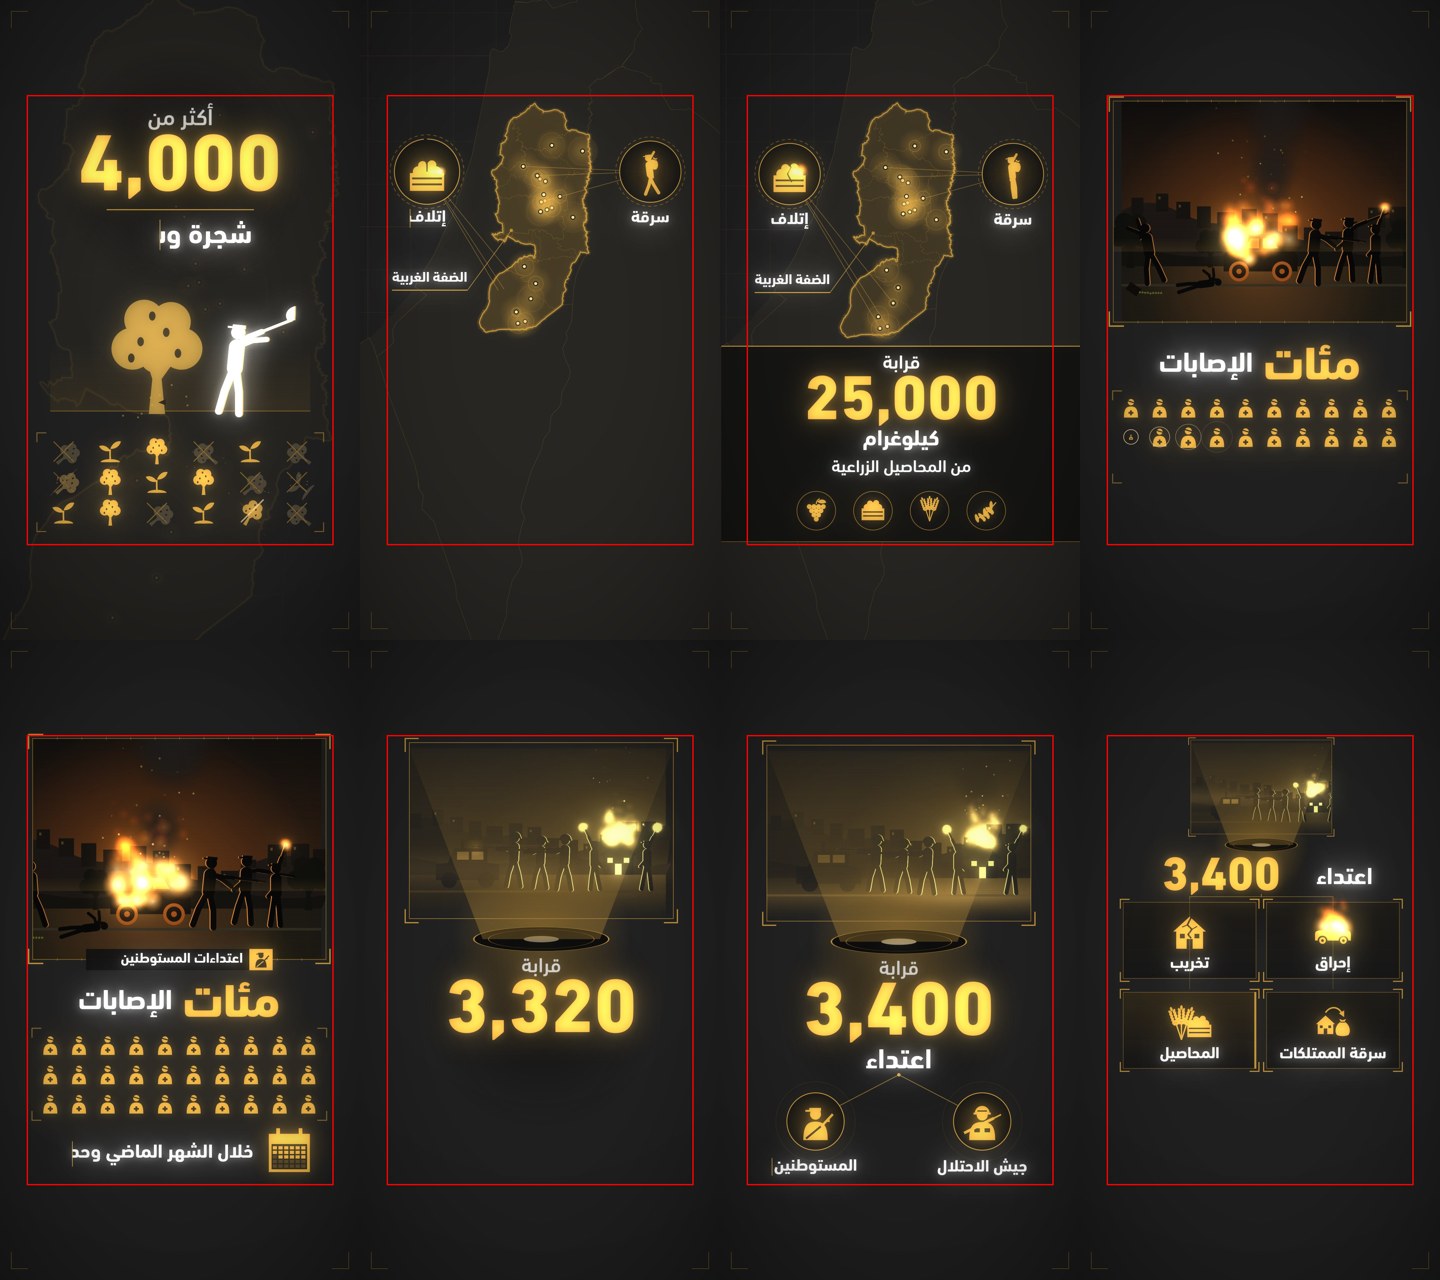 أكثر من
4,000
شجرة وش
إتلاف
سرقة
الضفة الغربية
إتلاف
سرقة
الضفة الغربية
قرابة
25,000
كيلوغرام
من المحاصيل الزراعية
مئات الإصابات
اعتداءات المستوطنين
مئات الإصابات
خلال الشهر الماضي وحد
قرابة
3,320
قرابة
3,400
اعتداء
جيش الاحتلال
المستوطنين
اعتداء 3,400
إحراق
تخريب
سرقة الممتلكات
المحاصيل